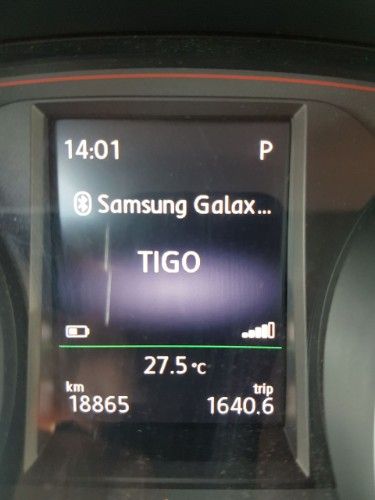 14:01 P
Samsung Galax...
TIGO
27.5 °C
km trip
18865 1640.6